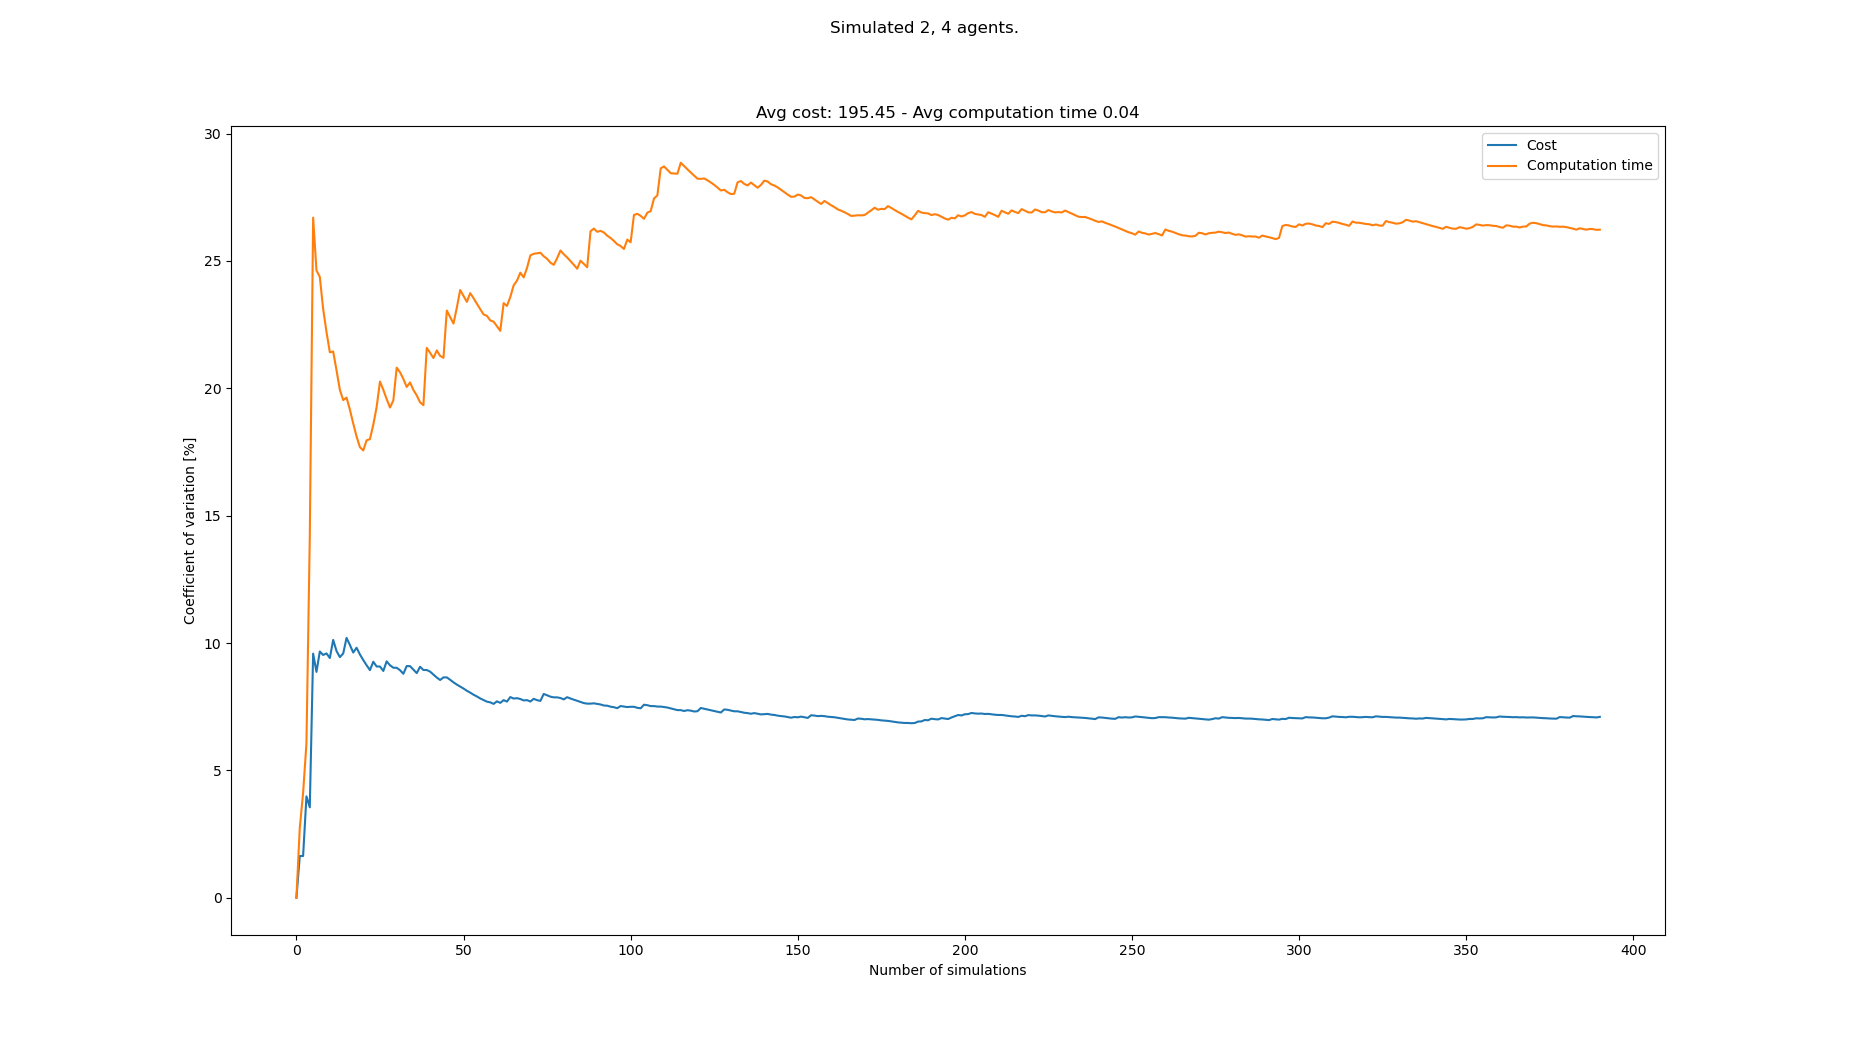 Simulated 2, 4 agents.
Avg cost: 195.45 - Avg computation time 0.04
Cost
Computation time
30
25
20
15
10
5
0
Coefficient of variation [%]
0 50 100 150 200 250 300 350 400
Number of simulations